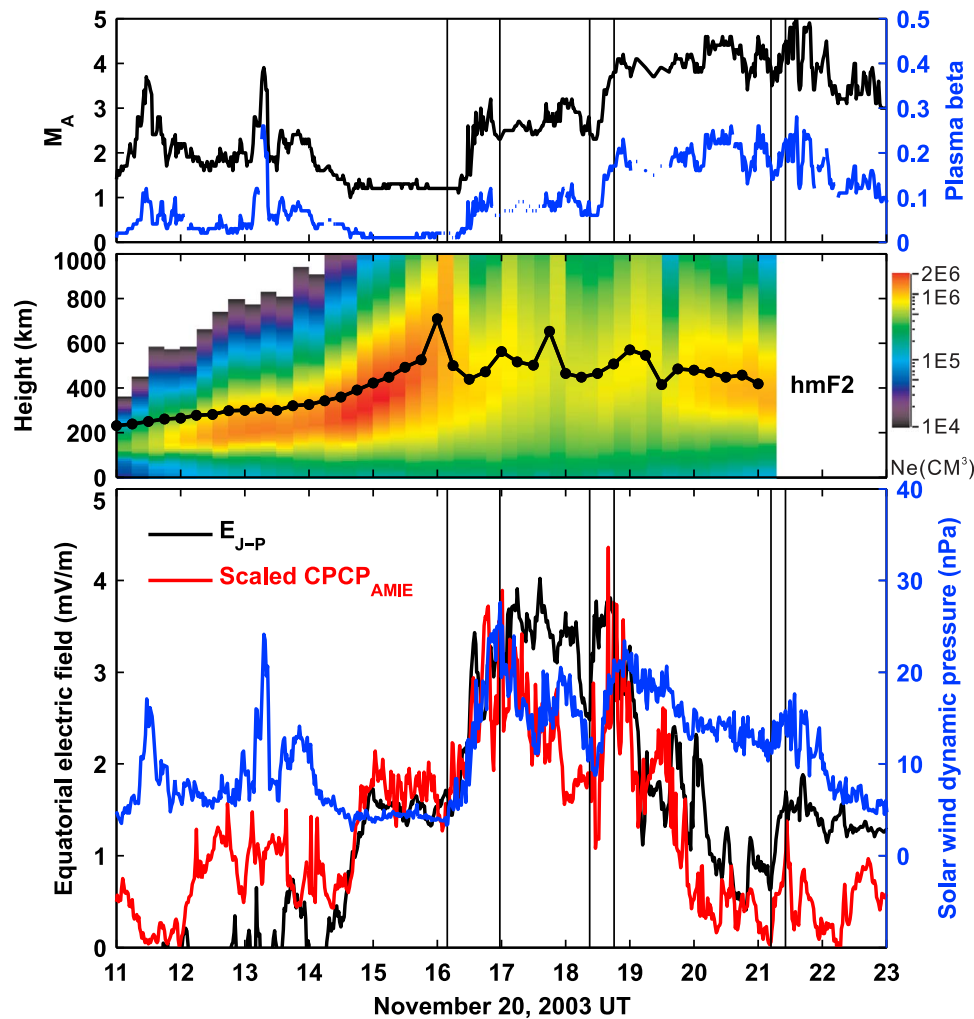 5
4
3
2
1
0
M_A
0.5
0.4
0.3
0.2
0.1
0
Plasma beta
1000
800
600
400
200
0
Height (km)
hmF2
2E6
1E6
1E5
1E4
Ne(CM³)
5
4
3
2
1
0
Equatorial electric field (mV/m)
E_J-P
Scaled CPCP_AMIE
40
30
20
10
0
Solar wind dynamic pressure (nPa)
11 12 13 14 15 16 17 18 19 20 21 22 23
November 20, 2003 UT